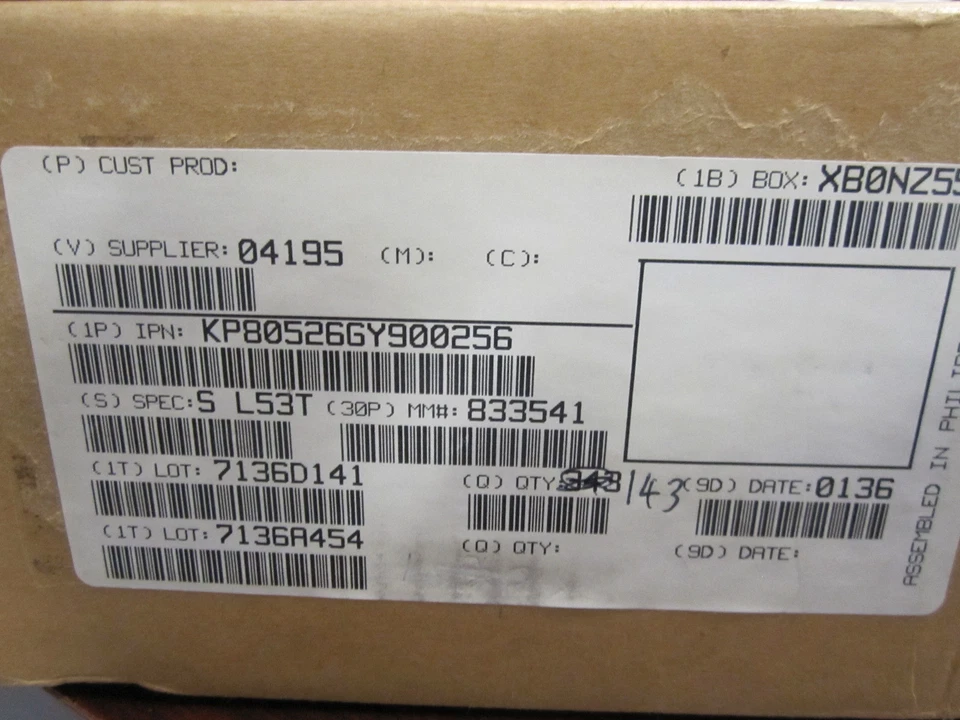 (P) CUST PROD:
(1B) BOX: XB0NZ55
(V) SUPPLIER: 04195 (M): (C):
(1P) IPN: KP80526GY900256
(S) SPEC: S L53T (30P) MM#: 833541
(1T) LOT: 7136D141
(Q) QTY: 143
(9D) DATE: 0136
(1T) LOT: 7136A454
(Q) QTY:
(9D) DATE:
ASSEMBLED IN